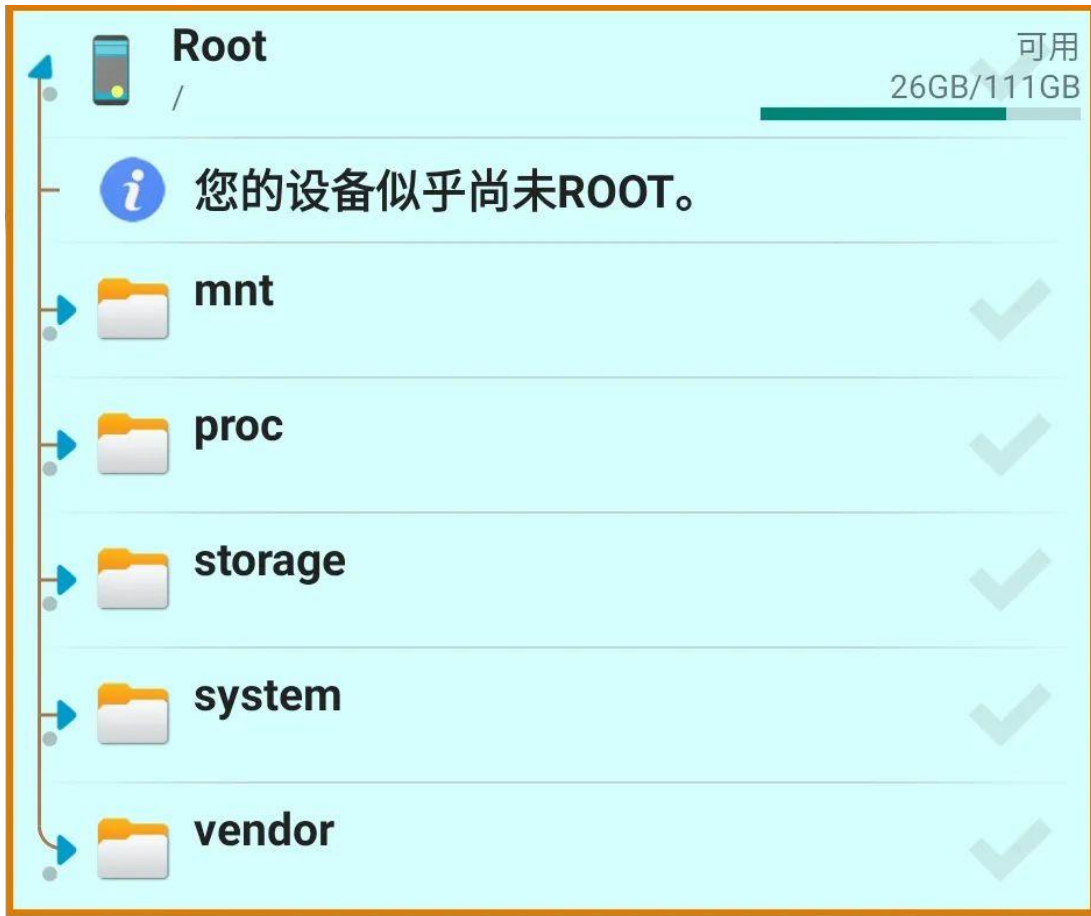 Root
可用
/
26GB/111GB
您的设备似乎尚未ROOT。
mnt
proc
storage
system
vendor